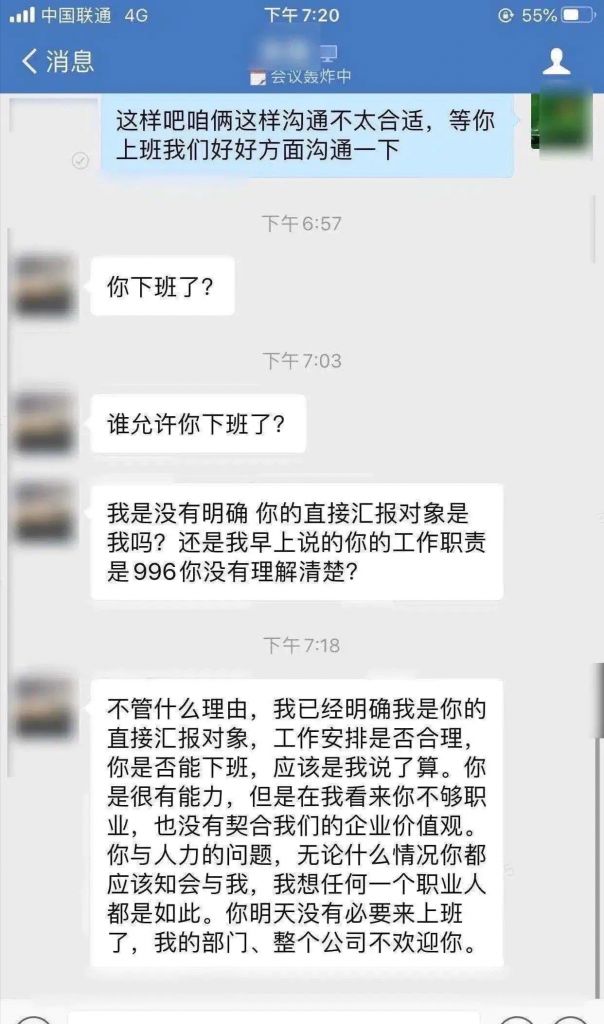 中国联通 4G
下午7:20
55%
消息
会议轰炸中
这样吧咱俩这样沟通不太合适，等你
上班我们好好方面沟通一下
下午6:57
你下班了？
下午7:03
谁允许你下班了？
我是没有明确 你的直接汇报对象是
我吗？还是我早上说的你的工作职责
是996你没有理解清楚？
下午7:18
不管什么理由，我已经明确我是你的
直接汇报对象，工作安排是否合理，
你是否能下班，应该是我说了算。你
是很有能力，但是在我看来你不够职
业，也没有契合我们的企业价值观。
你与人力的问题，无论什么情况你都
应该知会与我，我想任何一个职业人
都是如此。你明天没有必要来上班
了，我的部门、整个公司不欢迎你。